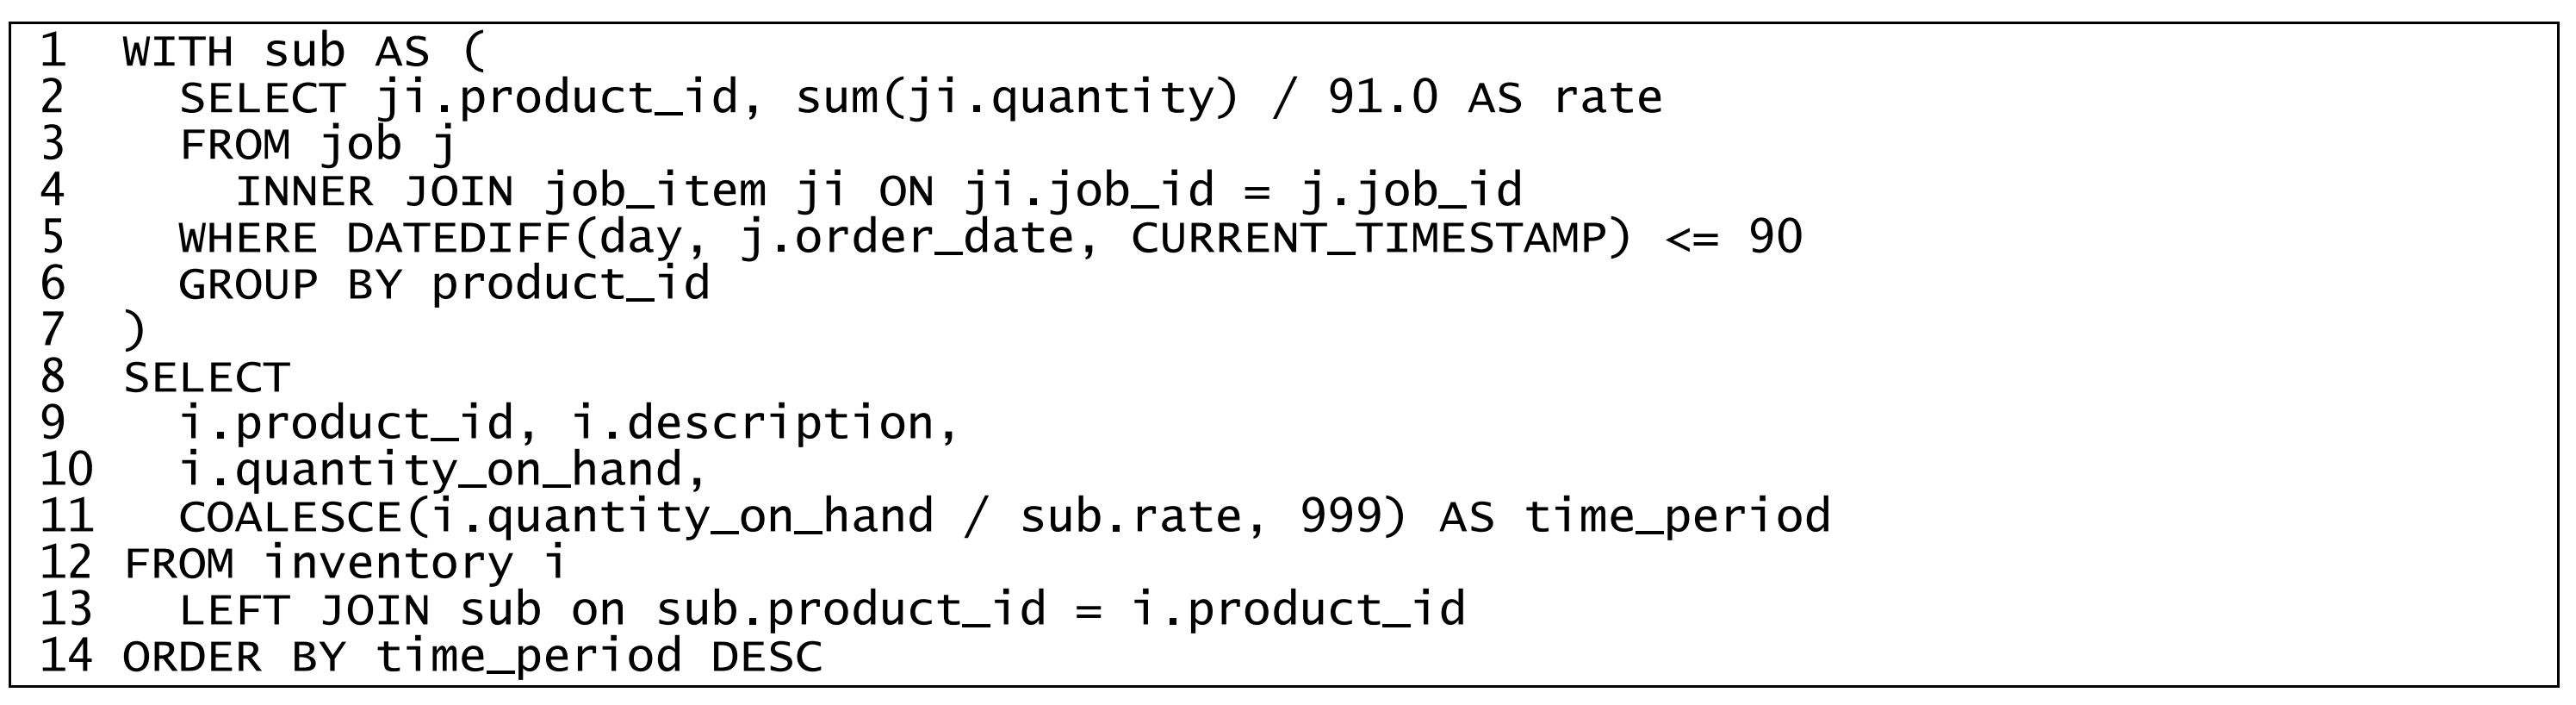 1 WITH sub AS (
2   SELECT ji.product_id, sum(ji.quantity) / 91.0 AS rate
3   FROM job j
4     INNER JOIN job_item ji ON ji.job_id = j.job_id
5   WHERE DATEDIFF(day, j.order_date, CURRENT_TIMESTAMP) <= 90
6   GROUP BY product_id
7 )
8 SELECT
9   i.product_id, i.description,
10   i.quantity_on_hand,
11   COALESCE(i.quantity_on_hand / sub.rate, 999) AS time_period
12 FROM inventory i
13   LEFT JOIN sub on sub.product_id = i.product_id
14 ORDER BY time_period DESC